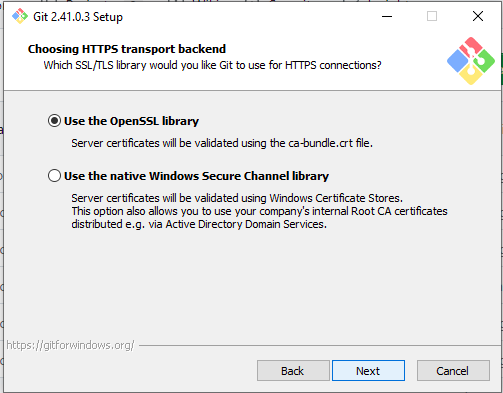 Git 2.41.0.3 Setup
Choosing HTTPS transport backend
Which SSL/TLS library would you like Git to use for HTTPS connections?
Use the OpenSSL library
Server certificates will be validated using the ca-bundle.crt file.
Use the native Windows Secure Channel library
Server certificates will be validated using Windows Certificate Stores.
This option also allows you to use your company's internal Root CA certificates
distributed e.g. via Active Directory Domain Services.
https://gitforwindows.org/
Back
Next
Cancel